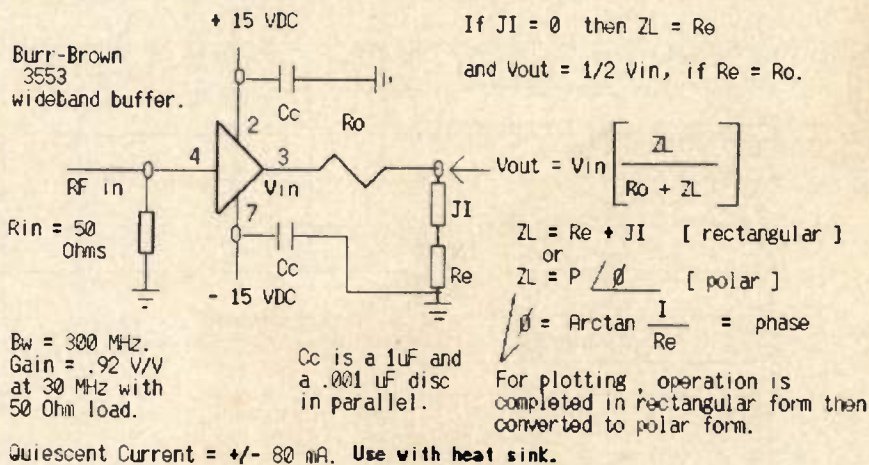 + 15 VDC
Burr-Brown
3553
wideband buffer.
Cc
Ro
2
4
3
RF in
Vin
7
Rin = 50
Ohms
Cc
JI
Re
- 15 VDC
If JI = 0 then ZL = Re
and Vout = 1/2 Vin, if Re = Ro.
Vout = Vin [ ZL / Ro + ZL ]
ZL = Re + JI [ rectangular ]
or
ZL = P ∠Ø [ polar ]
Ø = Arctan I / Re = phase
Bw = 300 MHz.
Gain = .92 V/V
at 30 MHz with
50 Ohm load.
Cc is a 1uF and
a .001 uF disc
in parallel.
For plotting , operation is
completed in rectangular form then
converted to polar form.
Quiescent Current = +/- 80 mA. Use with heat sink.